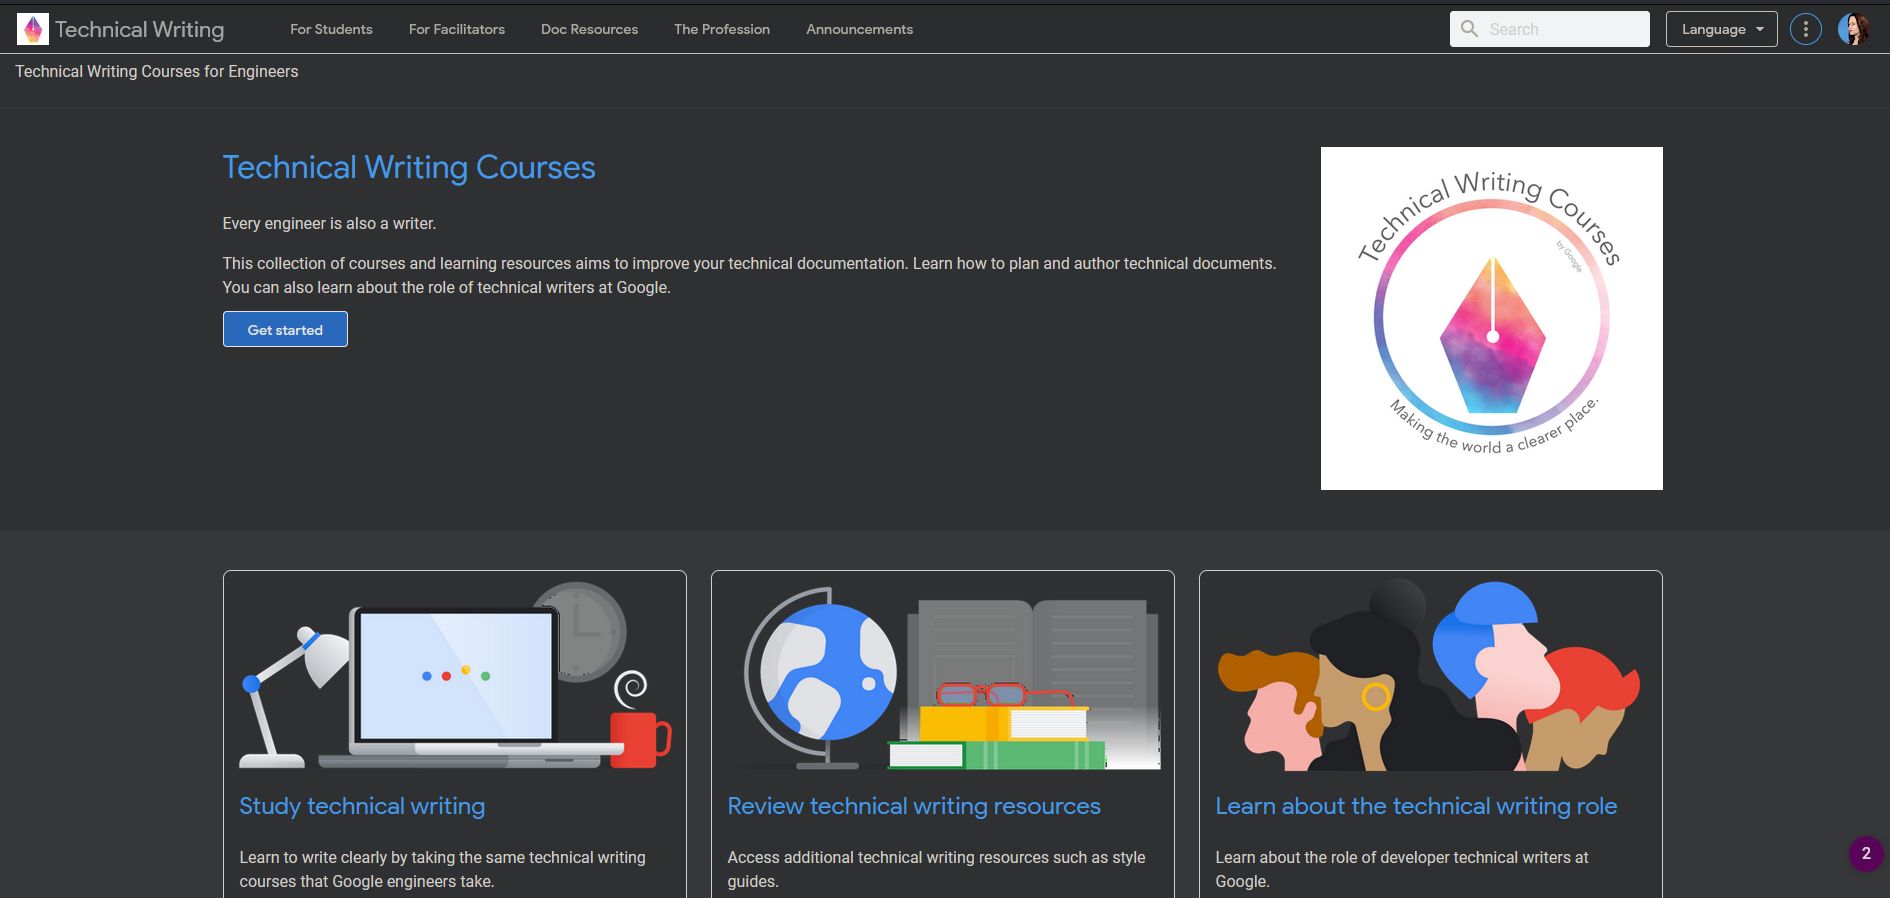 Technical Writing
For Students
For Facilitators
Doc Resources
The Profession
Announcements
Search
Language
Technical Writing Courses for Engineers
Technical Writing Courses
Every engineer is also a writer.
This collection of courses and learning resources aims to improve your technical documentation. Learn how to plan and author technical documents.
You can also learn about the role of technical writers at Google.
Get started
Technical Writing Courses
by Google
Making the world a clearer place.
Study technical writing
Learn to write clearly by taking the same technical writing
courses that Google engineers take.
Review technical writing resources
Access additional technical writing resources such as style
guides.
Learn about the technical writing role
Learn about the role of developer technical writers at
Google.
2